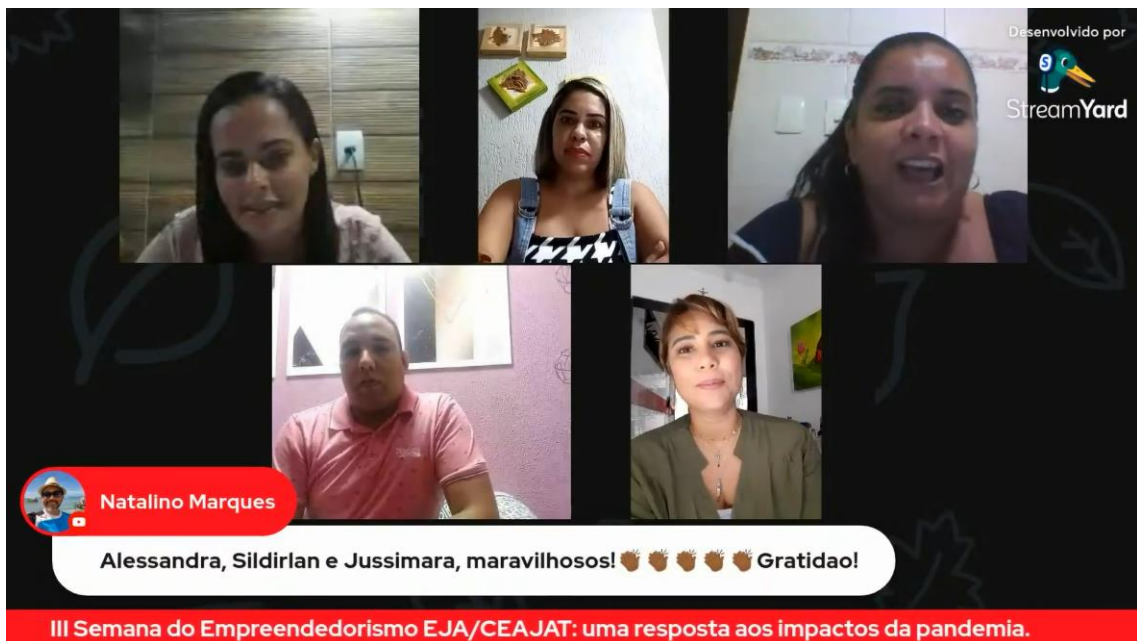 Desenvolvido por
StreamYard
Natalino Marques
Alessandra, Sildirlan e Jussimara, maravilhosos!👏🏾👏🏾👏🏾👏🏾👏🏾Gratidao!
III Semana do Empreendedorismo EJA/CEAJAT: uma resposta aos impactos da pandemia.